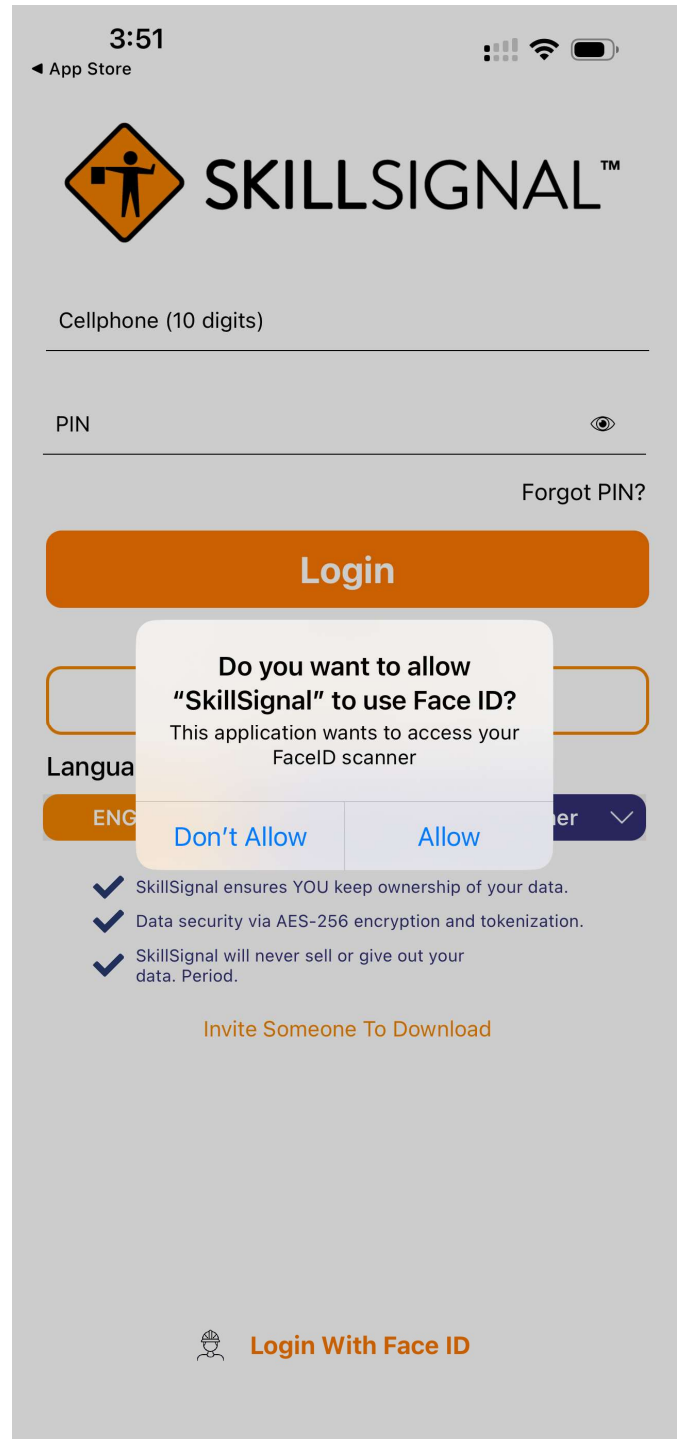 3:51
◀ App Store
SKILLSIGNAL™
Cellphone (10 digits)
PIN
Forgot PIN?
Login
Do you want to allow
“SkillSignal” to use Face ID?
This application wants to access your
FaceID scanner
Don’t Allow
Allow
SkillSignal ensures YOU keep ownership of your data.
Data security via AES-256 encryption and tokenization.
SkillSignal will never sell or give out your
data. Period.
Invite Someone To Download
Login With Face ID